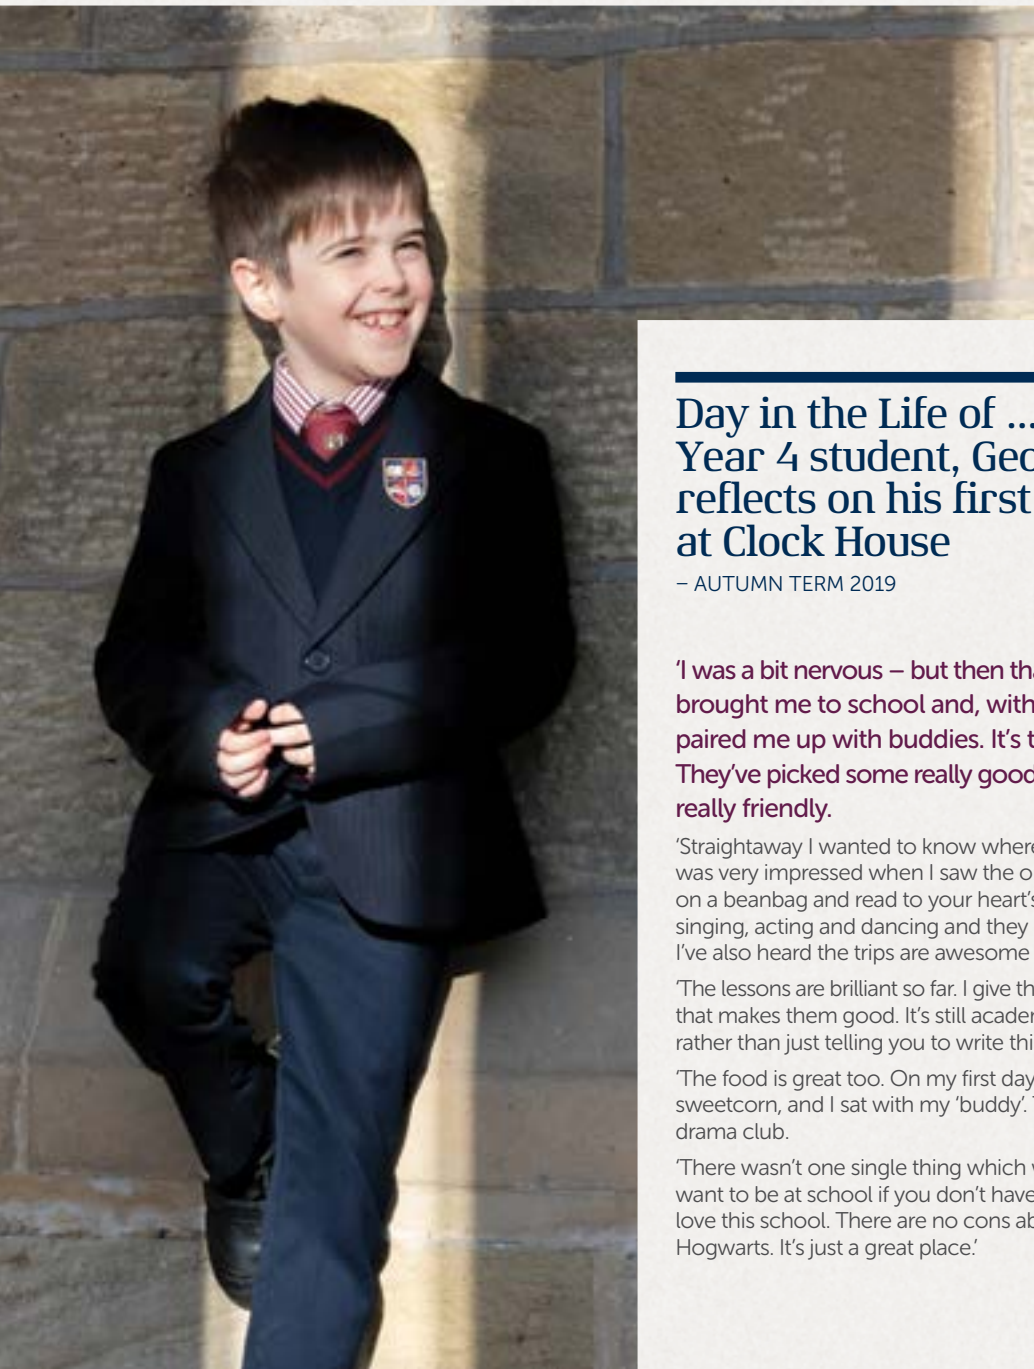 Day in the Life of ...
Year 4 student, Geo
reflects on his first
at Clock House
– AUTUMN TERM 2019
‘I was a bit nervous – but then tha
brought me to school and, with
paired me up with buddies. It’s t
They’ve picked some really good
really friendly.
‘Straightaway I wanted to know where
was very impressed when I saw the o
on a beanbag and read to your heart’s
singing, acting and dancing and they
I’ve also heard the trips are awesome
‘The lessons are brilliant so far. I give th
that makes them good. It’s still acade
rather than just telling you to write thi
‘The food is great too. On my first day
sweetcorn, and I sat with my ‘buddy’.
drama club.
‘There wasn’t one single thing which
want to be at school if you don’t have
love this school. There are no cons ab
Hogwarts. It’s just a great place.’